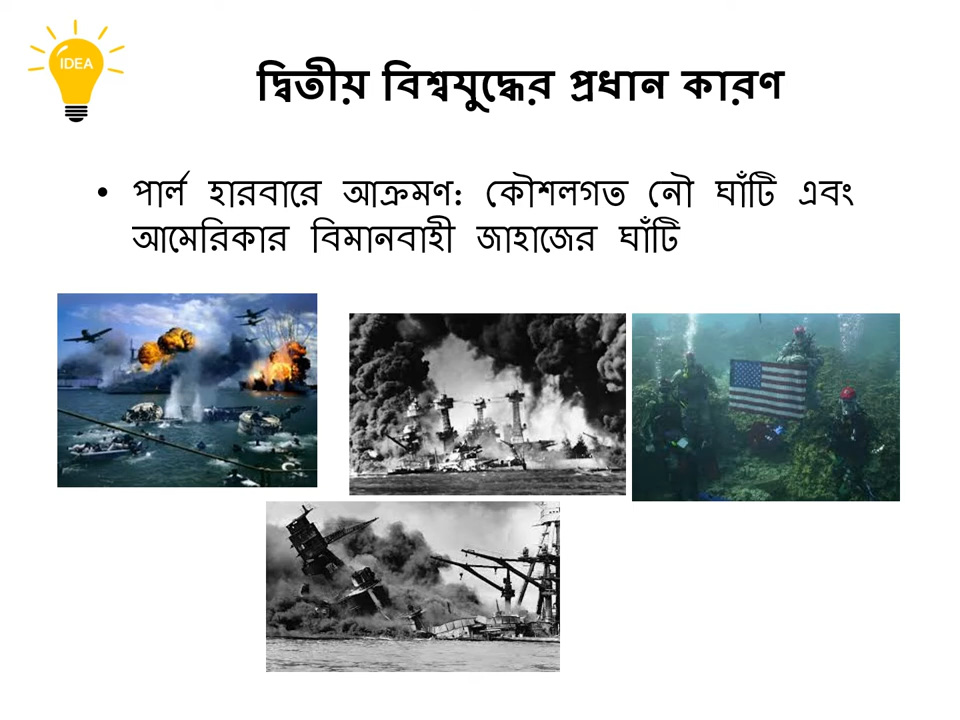 IDEA
দ্বিতীয় বিশ্বযুদ্ধের প্রধান কারণ
• পার্ল হারবারে আক্রমণ: কৌশলগত নৌ ঘাঁটি এবং
আমেরিকার বিমানবাহী জাহাজের ঘাঁটি